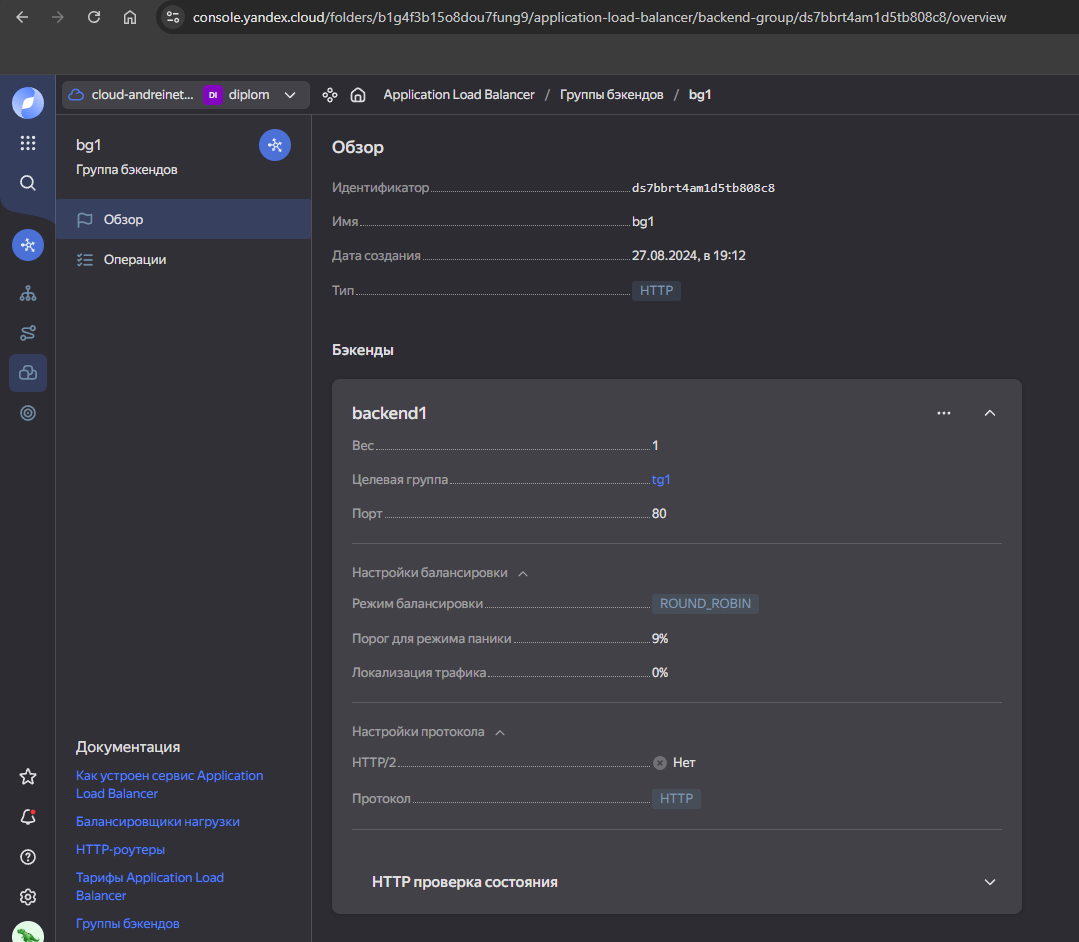 console.yandex.cloud/folders/b1g4f3b15o8dou7fung9/application-load-balancer/backend-group/ds7bbrt4am1d5tb808c8/overview
cloud-andreinet... DI diplom
Application Load Balancer / Группы бэкендов / bg1
bg1
Группа бэкендов
Обзор
Операции
Документация
Как устроен сервис Application
Load Balancer
Балансировщики нагрузки
HTTP-роутеры
Тарифы Application Load
Balancer
Группы бэкендов
Обзор
Идентификатор ds7bbrt4am1d5tb808c8
Имя bg1
Дата создания 27.08.2024, в 19:12
Тип HTTP
Бэкенды
backend1
Вес 1
Целевая группа tg1
Порт 80
Настройки балансировки
Режим балансировки ROUND_ROBIN
Порог для режима паники 9%
Локализация трафика 0%
Настройки протокола
HTTP/2 Нет
Протокол HTTP
HTTP проверка состояния